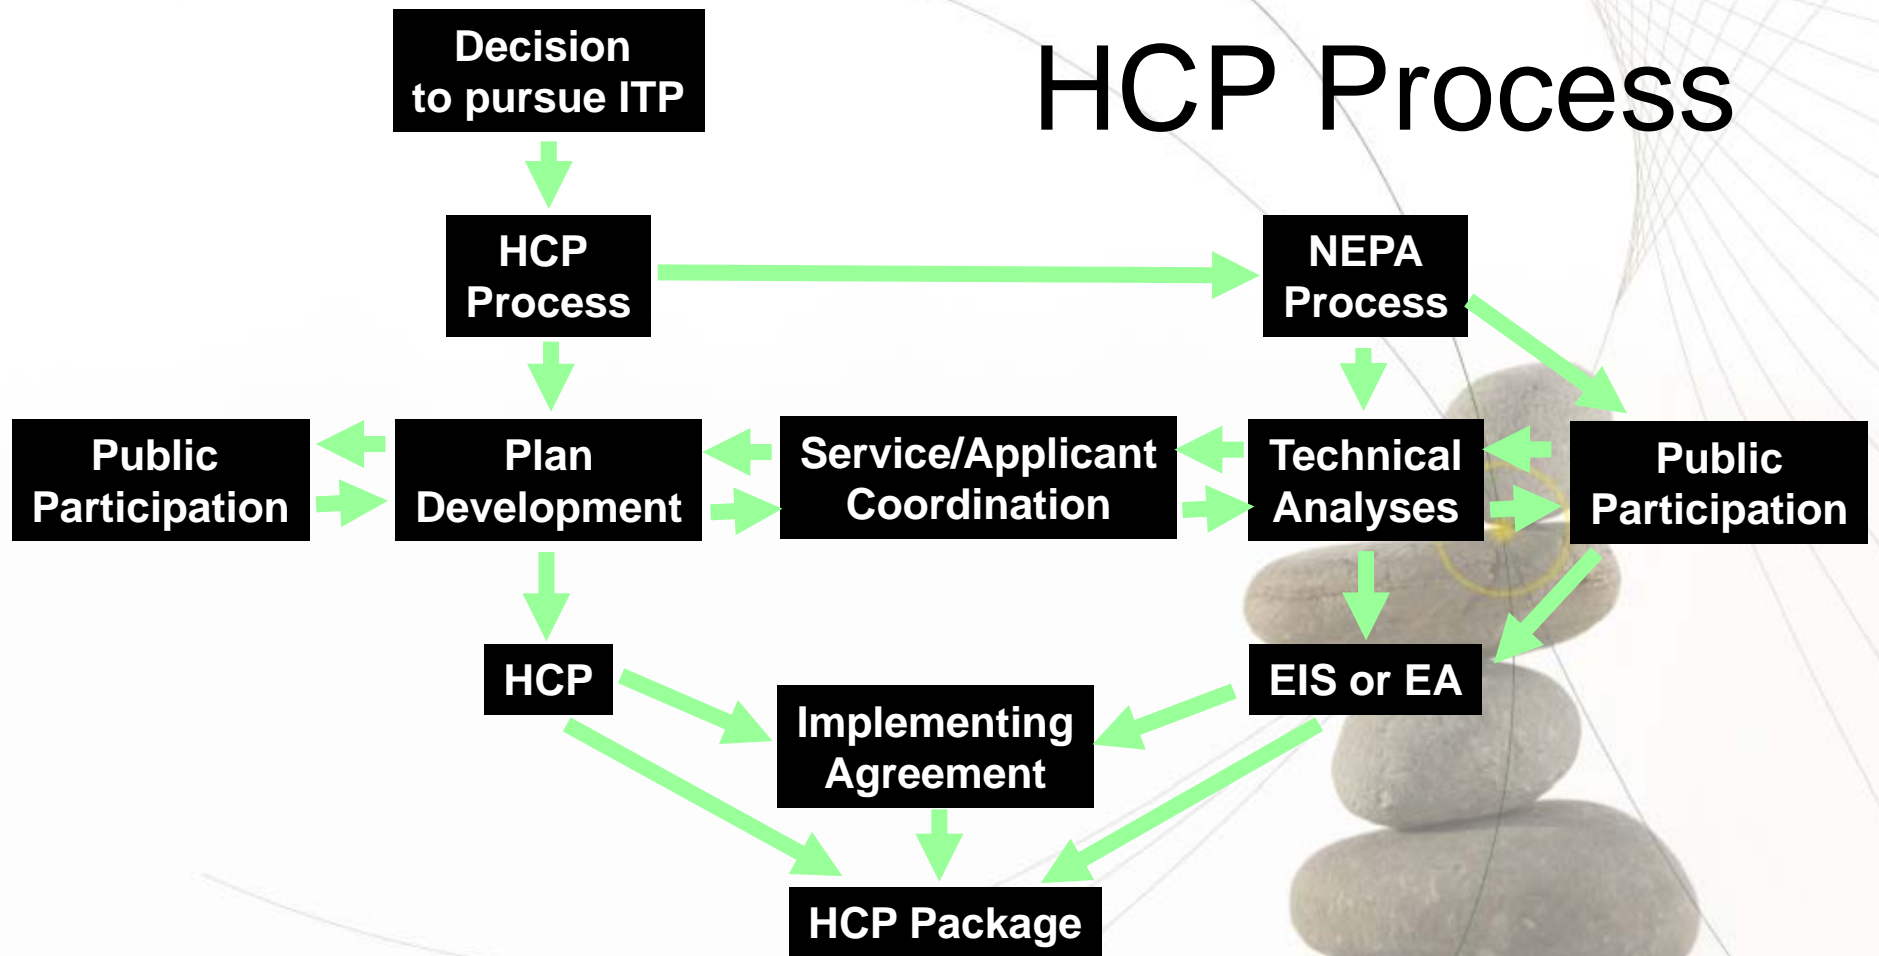 HCP Process
Decision
to pursue ITP
HCP
Process
NEPA
Process
Public
Participation
Plan
Development
Service/Applicant
Coordination
Technical
Analyses
Public
Participation
HCP
EIS or EA
Implementing
Agreement
HCP Package